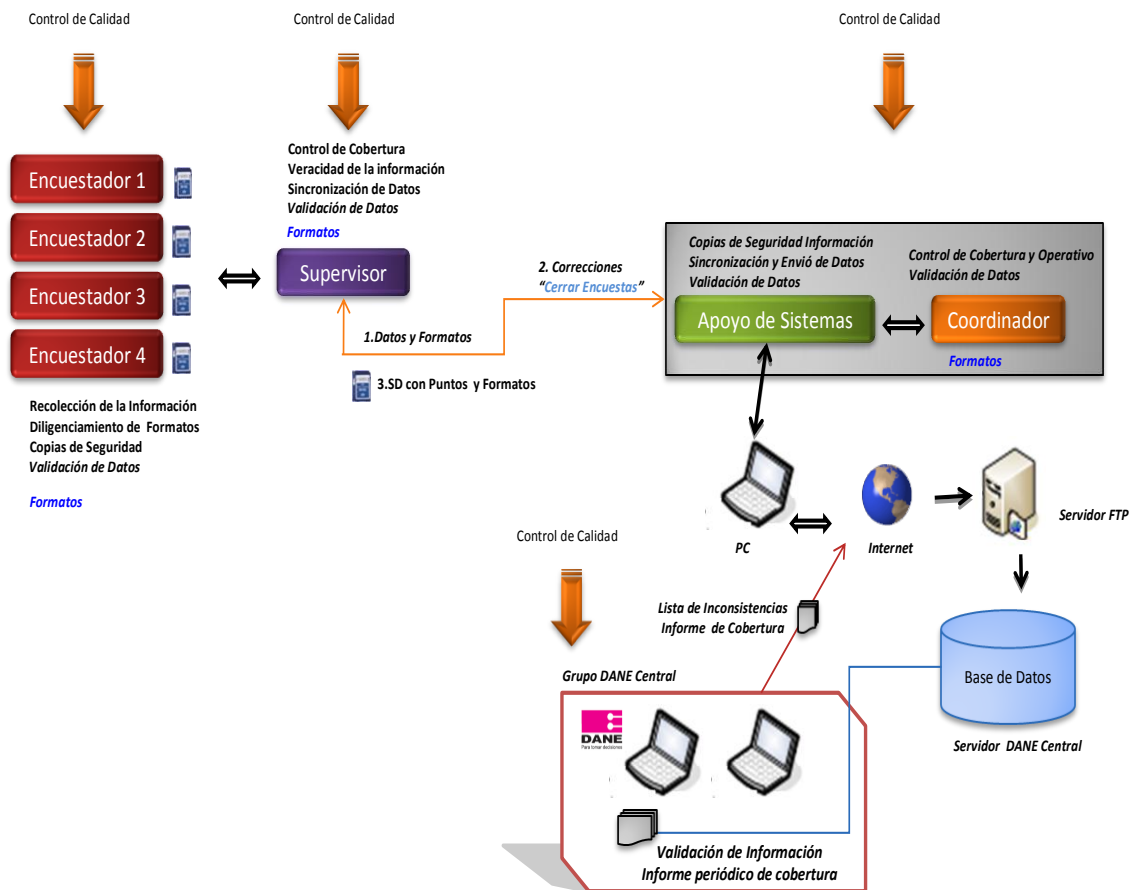 Control de Calidad
Control de Calidad
Control de Calidad
Encuestador 1
Encuestador 2
Encuestador 3
Encuestador 4
Recolección de la Información
Diligenciamiento de Formatos
Copias de Seguridad
Validación de Datos
Formatos
Control de Cobertura
Veracidad de la información
Sincronización de Datos
Validación de Datos
Formatos
Supervisor
1.Datos y Formatos
2. Correcciones
“Cerrar Encuestas”
3.SD con Puntos y Formatos
Copias de Seguridad Información
Sincronización y Envió de Datos
Validación de Datos
Apoyo de Sistemas
Control de Cobertura y Operativo
Validación de Datos
Coordinador
Formatos
PC
Internet
Servidor FTP
Control de Calidad
Lista de Inconsistencias
Informe de Cobertura
Base de Datos
Servidor DANE Central
Grupo DANE Central
DANE
Para tomar decisiones
Validación de Información
Informe periódico de cobertura